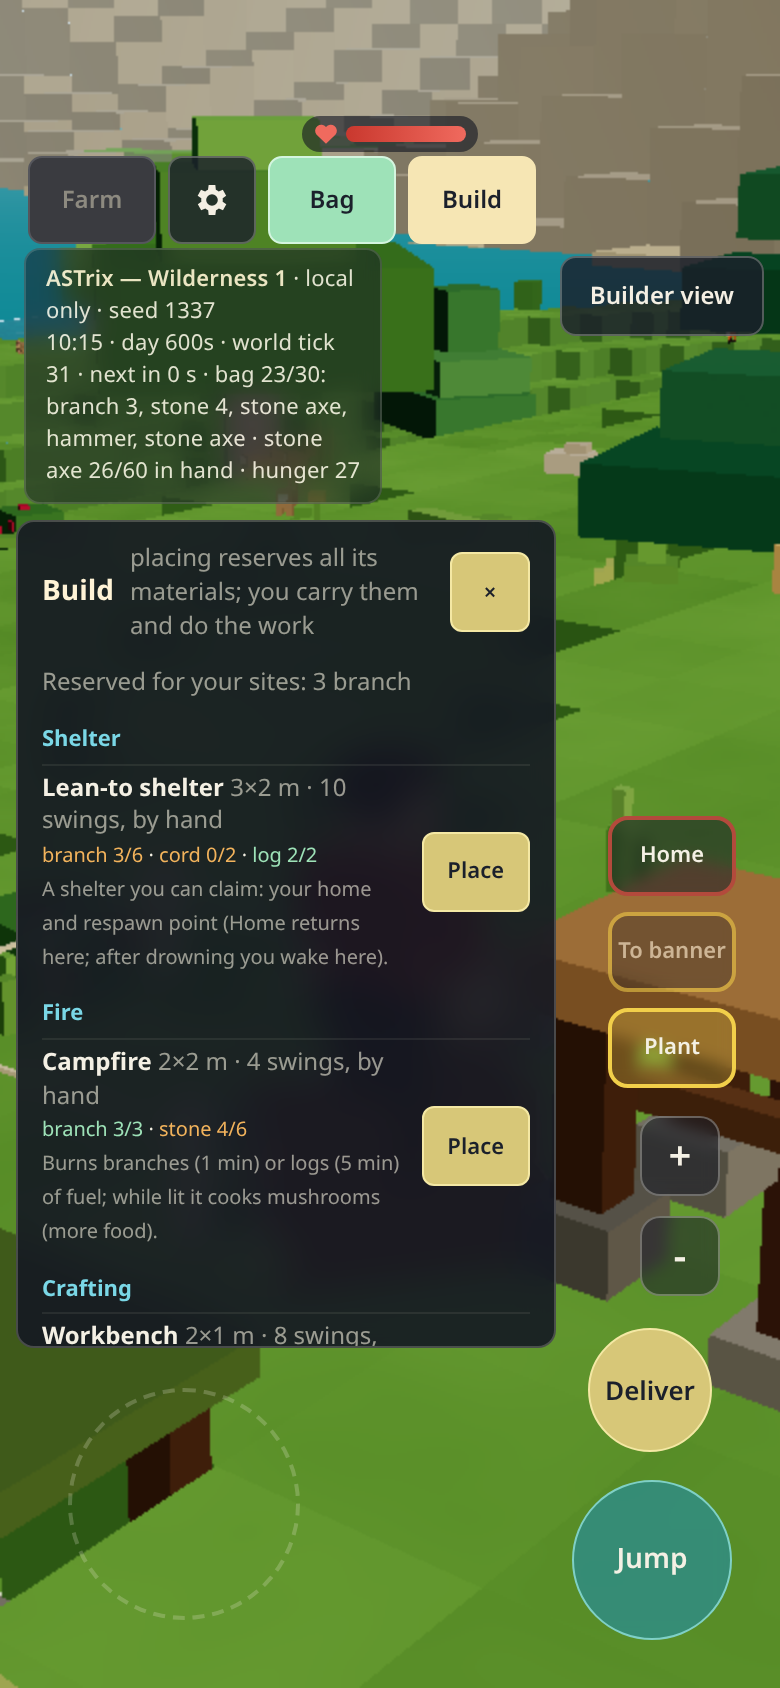 Farm
Bag
Build
ASTrix — Wilderness 1 · local
only · seed 1337
10:15 · day 600s · world tick
31 · next in 0 s · bag 23/30:
branch 3, stone 4, stone axe,
hammer, stone axe · stone
axe 26/60 in hand · hunger 27
Builder view
Build
placing reserves all its
materials; you carry them
and do the work
×
Reserved for your sites: 3 branch
Shelter
Lean-to shelter 3×2 m · 10
swings, by hand
branch 3/6 · cord 0/2 · log 2/2
A shelter you can claim: your home
and respawn point (Home returns
here; after drowning you wake here).
Place
Fire
Campfire 2×2 m · 4 swings, by
hand
branch 3/3 · stone 4/6
Burns branches (1 min) or logs (5 min)
of fuel; while lit it cooks mushrooms
(more food).
Place
Crafting
Workbench 2×1 m · 8 swings,
Home
To banner
Plant
+
-
Deliver
Jump